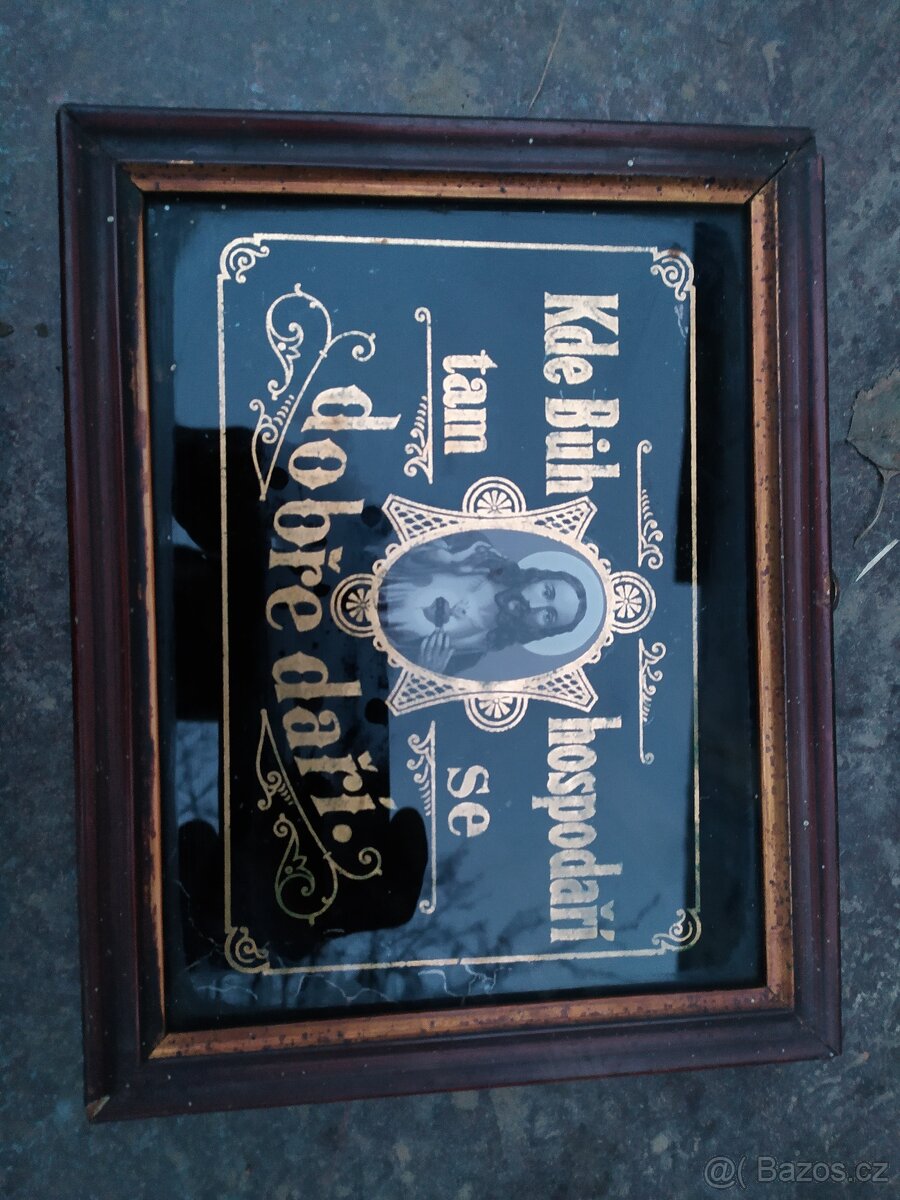 Kde Bůh hospodaří
tam se
dobře daří.
@( Bazos.cz